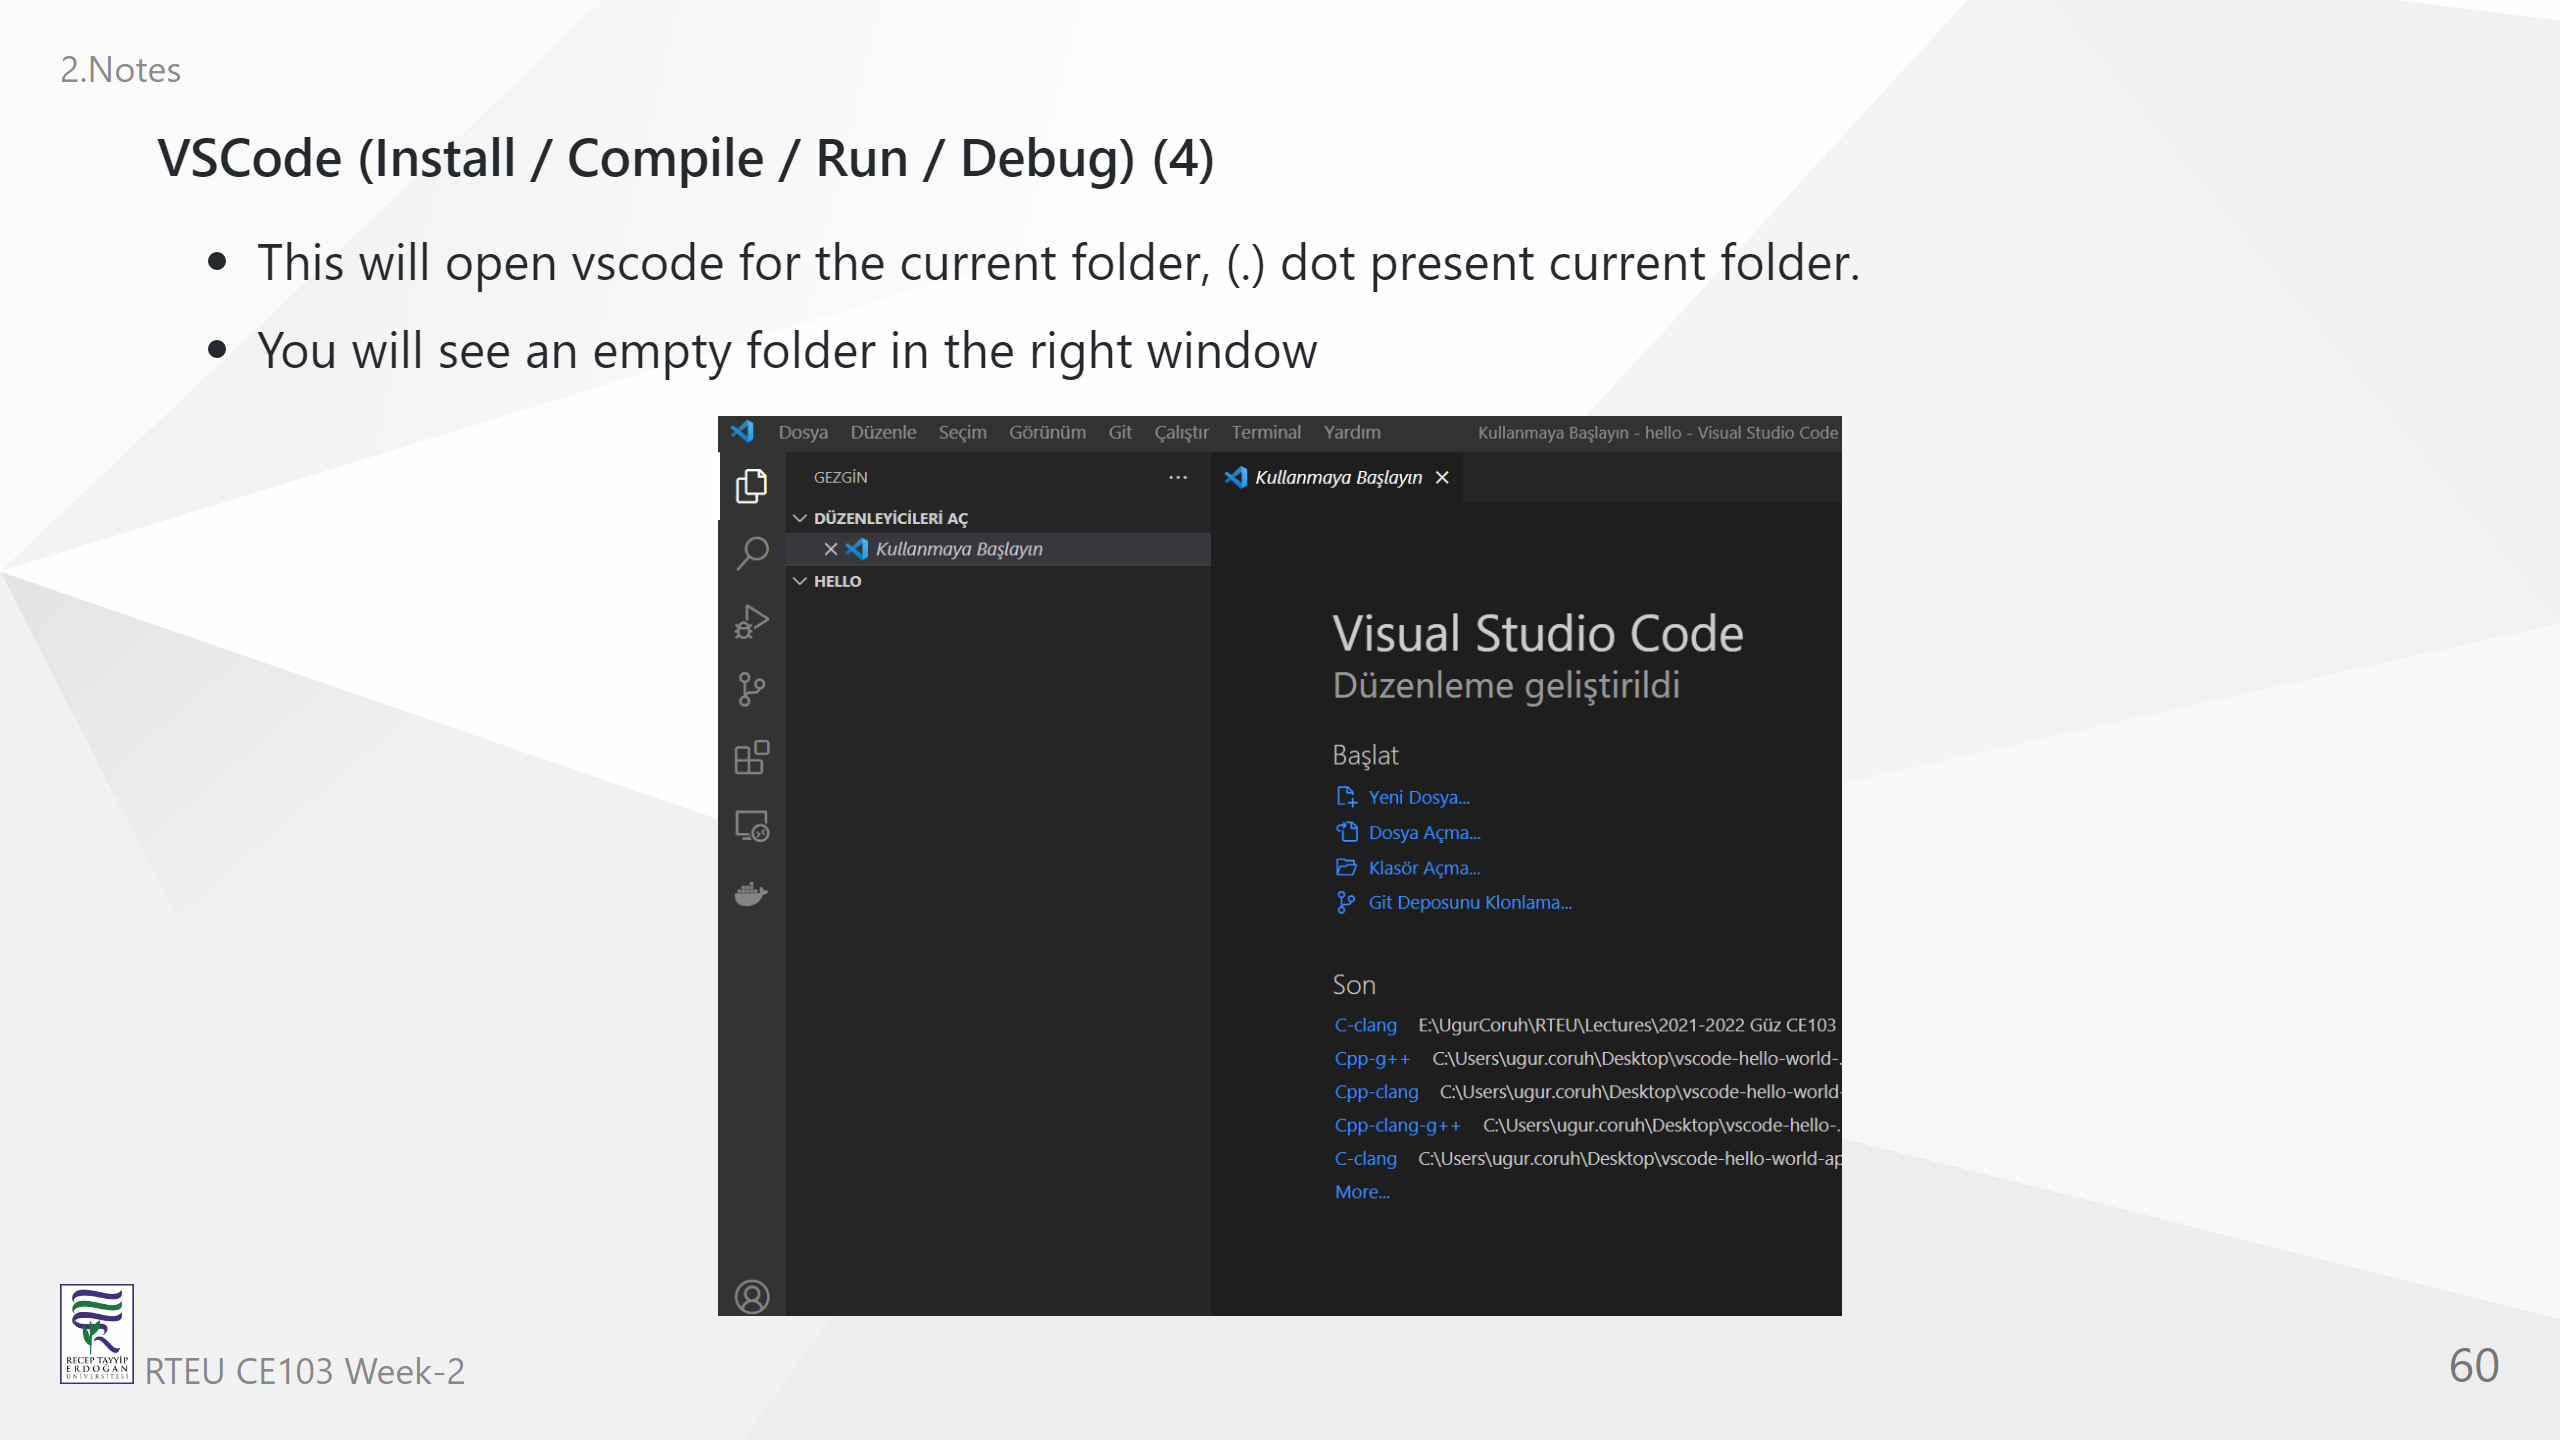 2.Notes
VSCode (Install / Compile / Run / Debug) (4)
• This will open vscode for the current folder, (.) dot present current folder.
• You will see an empty folder in the right window
Dosya Düzenle Seçim Görünüm Git Çalıştır Terminal Yardım Kullanmaya Başlayın - hello - Visual Studio Code
GEZGİN
Kullanmaya Başlayın
DÜZENLEYİCİLERİ AÇ
Kullanmaya Başlayın
HELLO
Visual Studio Code
Düzenleme geliştirildi
Başlat
Yeni Dosya...
Dosya Açma...
Klasör Açma...
Git Deposunu Klonlama...
Son
C-clang E:\UgurCoruh\RTEU\Lectures\2021-2022 Güz CE103
Cpp-g++ C:\Users\ugur.coruh\Desktop\vscode-hello-world-.
Cpp-clang C:\Users\ugur.coruh\Desktop\vscode-hello-world-
Cpp-clang-g++ C:\Users\ugur.coruh\Desktop\vscode-hello-.
C-clang C:\Users\ugur.coruh\Desktop\vscode-hello-world-ap
More...
RECEP TAYYİP
ERDOĞAN
ÜNİVERSİTESİ
RTEU CE103 Week-2
60